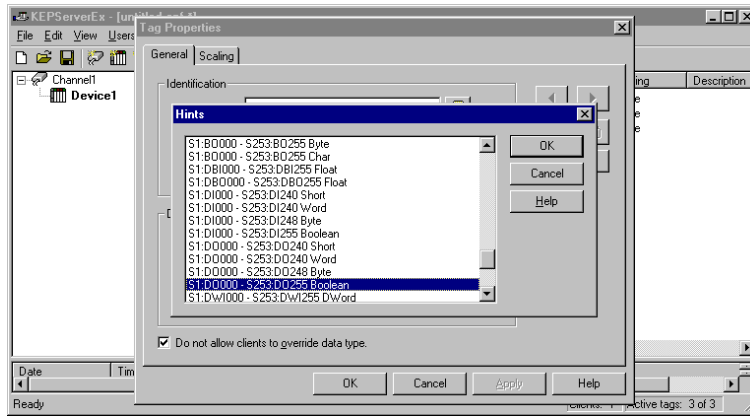 KEPServerEx - [untitled.opf *]
File Edit View Users
Tag Properties
General Scaling
Channel1
Device1
Identification
ing Description
Hints
S1:BO000 - S253:BO255 Byte
S1:BO000 - S253:BO255 Char
S1:DBI000 - S253:DBI255 Float
S1:DBO000 - S253:DBO255 Float
S1:DI000 - S253:DI240 Short
S1:DI000 - S253:DI240 Word
S1:DI000 - S253:DI248 Byte
S1:DI000 - S253:DI255 Boolean
S1:DO000 - S253:DO240 Short
S1:DO000 - S253:DO240 Word
S1:DO000 - S253:DO248 Byte
S1:DO000 - S253:DO255 Boolean
S1:DWI000 - S253:DWI255 DWord
OK
Cancel
Help
Do not allow clients to override data type.
Date Tim
OK Cancel Apply Help
Ready
Clients: 1 Active tags: 3 of 3